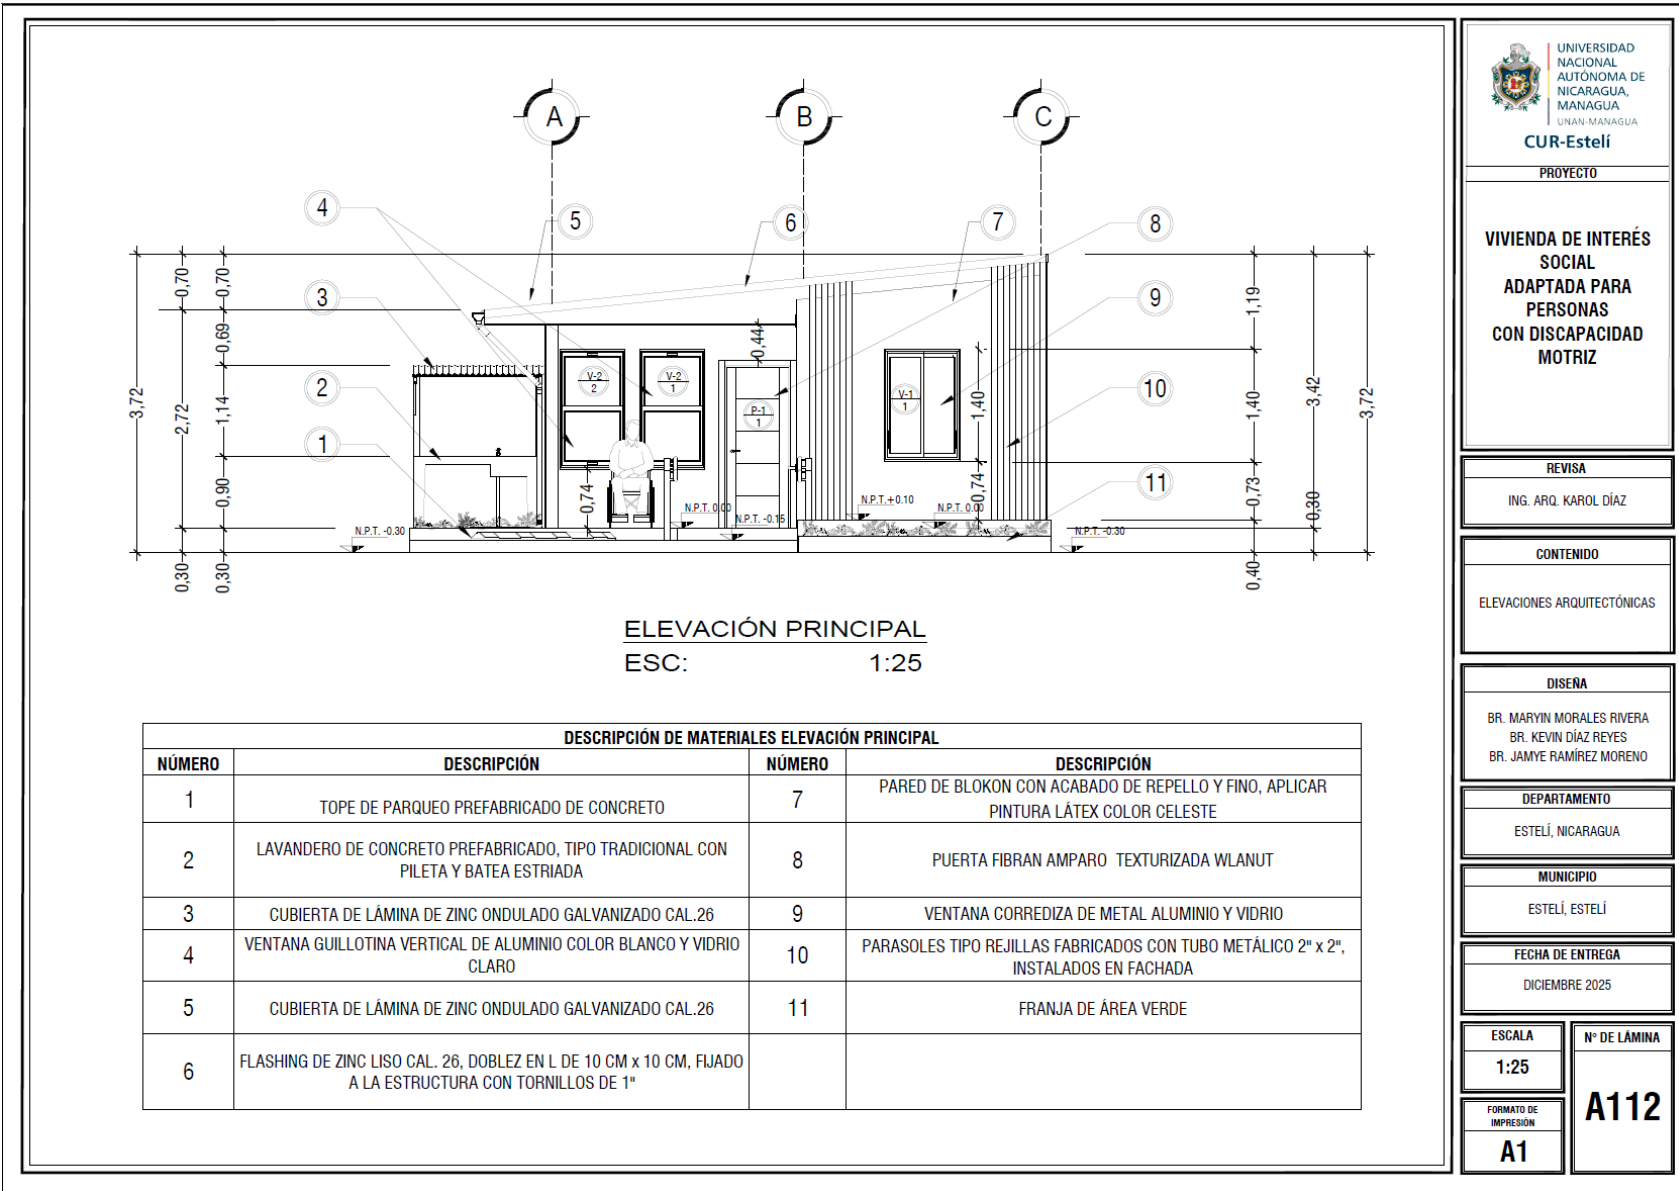 A
B
C
4
5
6
7
8
3
9
2
10
1
11
3,72
0,70
2,72
0,30
0,70
0,69
1,14
0,90
0,30
V-2
2
V-2
1
P-1
1
V-1
1
0,44
0,74
1,40
0,74
1,19
1,40
0,73
0,40
3,42
0,30
3,72
N.P.T. -0.30
N.P.T. 0.00
N.P.T. -0.15
N.P.T.+0.10
N.P.T. 0.00
N.P.T. -0.30
ELEVACIÓN PRINCIPAL
ESC: 1:25
DESCRIPCIÓN DE MATERIALES ELEVACIÓN PRINCIPAL
NÚMERO DESCRIPCIÓN NÚMERO DESCRIPCIÓN
1 TOPE DE PARQUEO PREFABRICADO DE CONCRETO
7 PARED DE BLOKON CON ACABADO DE REPELLO Y FINO, APLICAR
PINTURA LÁTEX COLOR CELESTE
2 LAVANDERO DE CONCRETO PREFABRICADO, TIPO TRADICIONAL CON
PILETA Y BATEA ESTRIADA
8 PUERTA FIBRAN AMPARO TEXTURIZADA WLANUT
3 CUBIERTA DE LÁMINA DE ZINC ONDULADO GALVANIZADO CAL.26
9 VENTANA CORREDIZA DE METAL ALUMINIO Y VIDRIO
4 VENTANA GUILLOTINA VERTICAL DE ALUMINIO COLOR BLANCO Y VIDRIO
CLARO
10 PARASOLES TIPO REJILLAS FABRICADOS CON TUBO METÁLICO 2" x 2",
INSTALADOS EN FACHADA
5 CUBIERTA DE LÁMINA DE ZINC ONDULADO GALVANIZADO CAL.26
11 FRANJA DE ÁREA VERDE
6 FLASHING DE ZINC LISO CAL. 26, DOBLEZ EN L DE 10 CM x 10 CM, FIJADO
A LA ESTRUCTURA CON TORNILLOS DE 1"
UNIVERSIDAD
NACIONAL
AUTÓNOMA DE
NICARAGUA,
MANAGUA
UNAN-MANAGUA
CUR-Estelí
PROYECTO
VIVIENDA DE INTERÉS
SOCIAL
ADAPTADA PARA
PERSONAS
CON DISCAPACIDAD
MOTRIZ
REVISA
ING. ARQ. KAROL DÍAZ
CONTENIDO
ELEVACIONES ARQUITECTÓNICAS
DISEÑA
BR. MARYIN MORALES RIVERA
BR. KEVIN DÍAZ REYES
BR. JAMYE RAMÍREZ MORENO
DEPARTAMENTO
ESTELÍ, NICARAGUA
MUNICIPIO
ESTELÍ, ESTELÍ
FECHA DE ENTREGA
DICIEMBRE 2025
ESCALA
1:25
FORMATO DE
IMPRESIÓN
A1
N° DE LÁMINA
A112